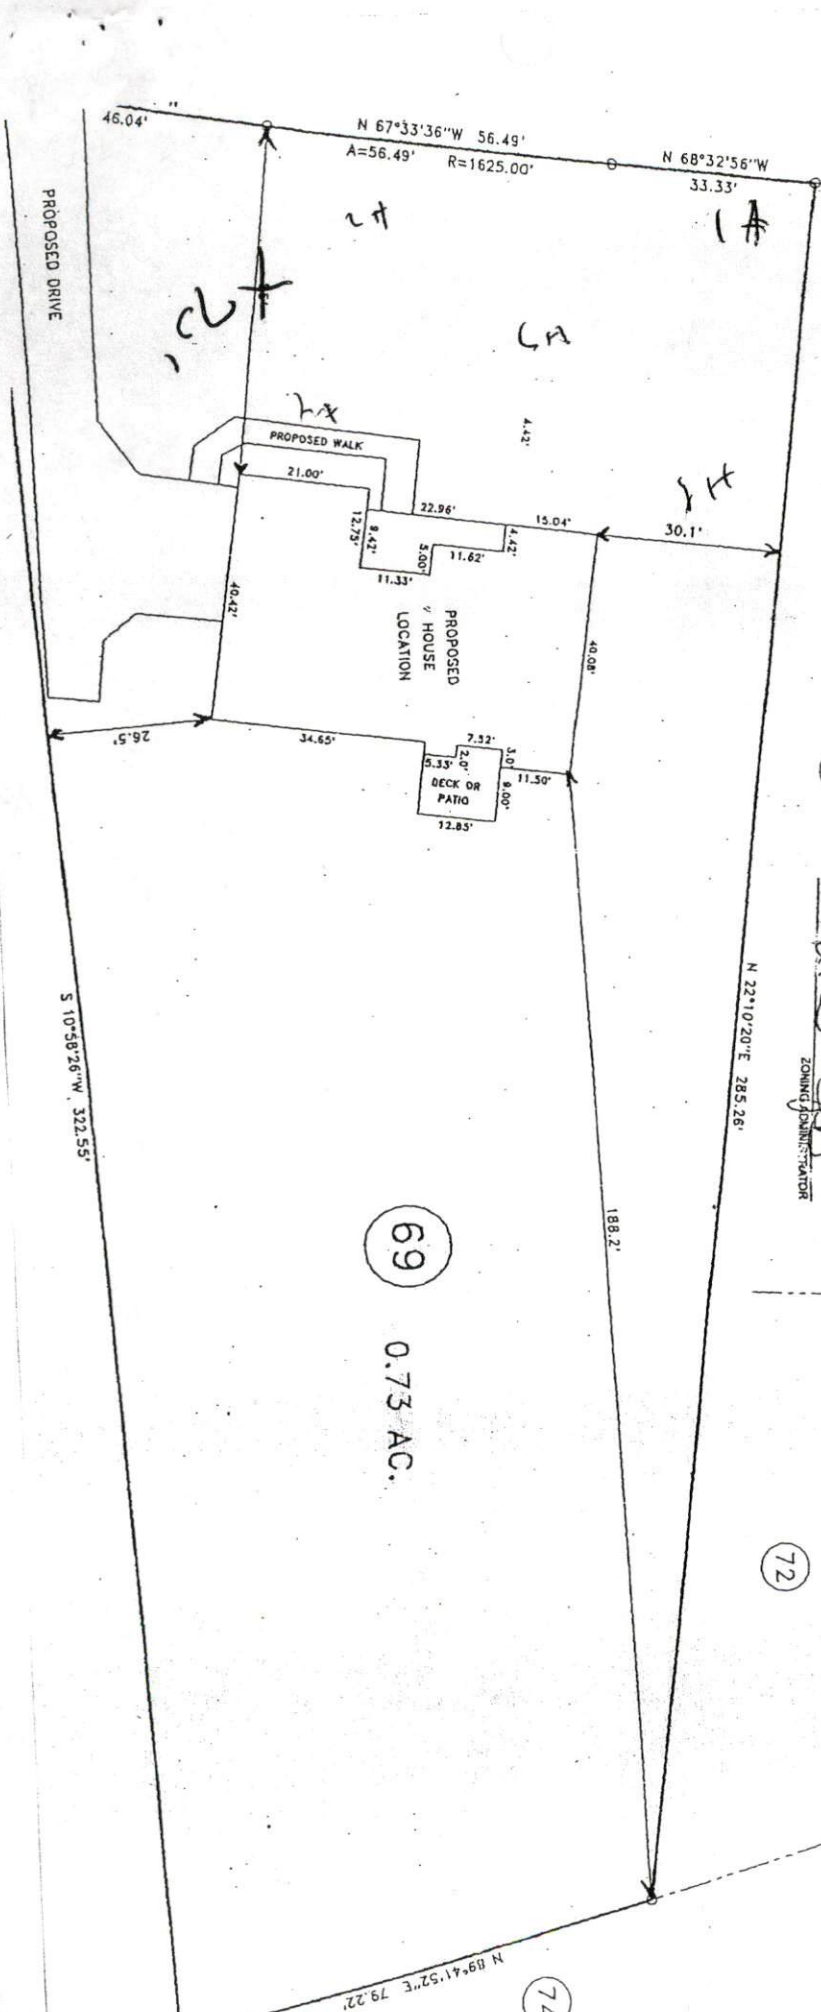 46.04'
N 67°33'36"W 56.49'
A=56.49' R=1625.00'
N 68°32'56"W
33.33'
PROPOSED DRIVE
1A
PROPOSED WALK
21.00'
4.42'
22.96'
15.04'
30.1'
12.75'
9.42'
5.00'
11.62'
4.42'
11.33'
40.42'
PROPOSED
HOUSE
LOCATION
40.08'
26.5'
34.65'
7.32'
3.0'
5.33'
2.0'
11.50'
DECK OR
PATIO
9.00'
12.85'
S 10°58'26"W 322.55'
N 22°10'20"E 285.26'
ZONING ADMINISTRATOR
188.2'
69
0.73 AC.
72
N 89°41'52"E 79.22'